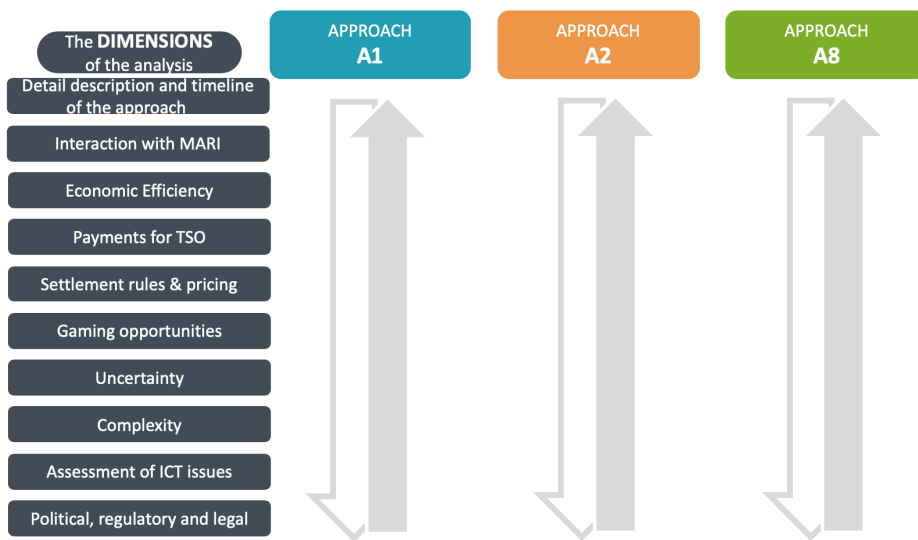 The DIMENSIONS
of the analysis
APPROACH
A1
APPROACH
A2
APPROACH
A8
Detail description and timeline
of the approach
Interaction with MARI
Economic Efficiency
Payments for TSO
Settlement rules & pricing
Gaming opportunities
Uncertainty
Complexity
Assessment of ICT issues
Political, regulatory and legal